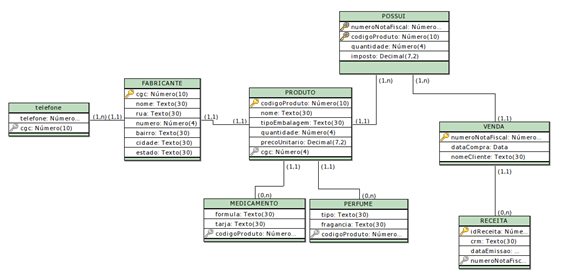 POSSUI
numeroNotaFiscal: Número...
codigoProduto: Número(10)
quantidade: Número(4)
imposto: Decimal(7,2)
(1,n)
(1,n)
FABRICANTE
cgc: Número(10)
nome: Texto(30)
rua: Texto(30)
numero: Número(4)
bairro: Texto(30)
cidade: Texto(30)
estado: Texto(30)
telefone
telefone: Número...
cgc: Número(10)
(1,n)
(1,1)
(1,1)
(1,1)
PRODUTO
codigoProduto: Número(10)
nome: Texto(30)
tipoEmbalagem: Texto(30)
quantidade: Número(4)
precoUnitario: Decimal(7,2)
cgc: Número(4)
(1,1)
(1,1)
(1,1)
(1,1)
VENDA
numeroNotaFiscal: Número...
dataCompra: Data
nomeCliente: Texto(30)
(1,1)
(0,n)
(0,n)
(0,n)
MEDICAMENTO
formula: Texto(30)
tarja: Texto(30)
codigoProduto: Número...
PERFUME
tipo: Texto(30)
fragancia: Texto(30)
codigoProduto: Número...
RECEITA
idReceita: Núme...
crm: Texto(30)
dataEmissao: ...
numeroNotaFisc...